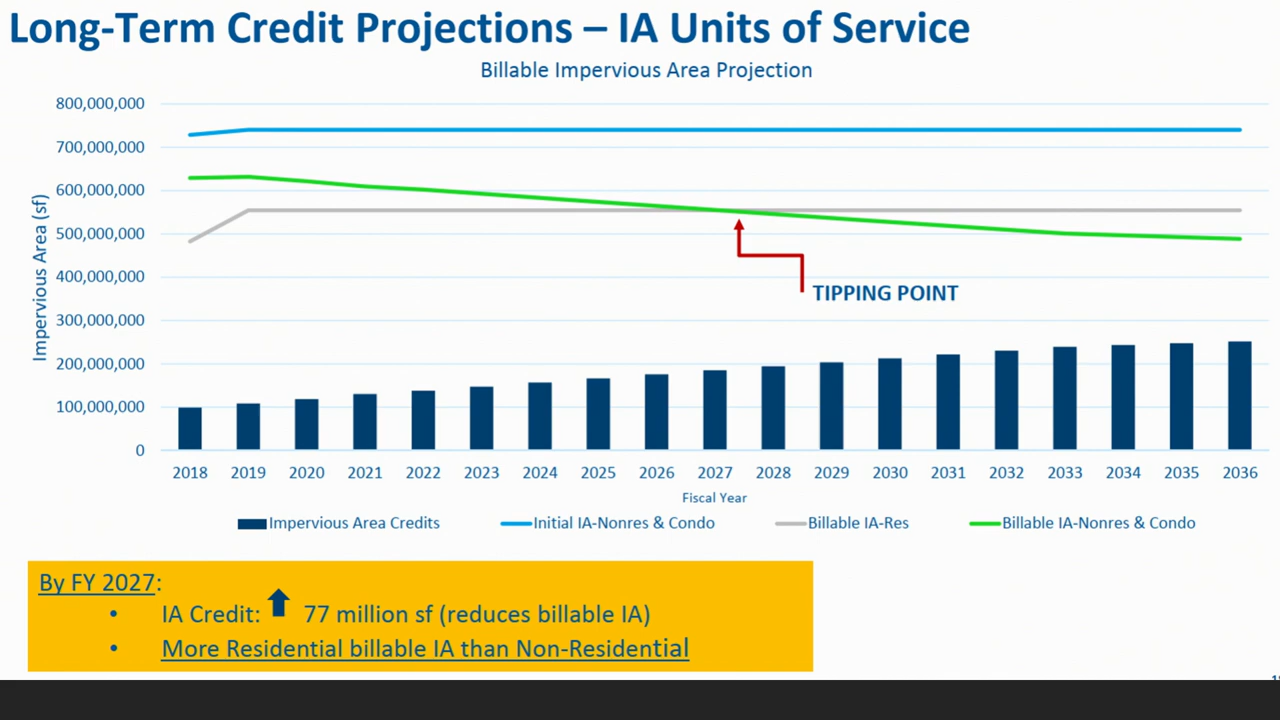 Long-Term Credit Projections – IA Units of Service
Billable Impervious Area Projection
Impervious Area (sf)
800,000,000
700,000,000
600,000,000
500,000,000
400,000,000
300,000,000
200,000,000
100,000,000
0
TIPPING POINT
2018 2019 2020 2021 2022 2023 2024 2025 2026 2027 2028 2029 2030 2031 2032 2033 2034 2035 2036
Fiscal Year
Impervious Area Credits Initial IA-Nonres & Condo Billable IA-Res Billable IA-Nonres & Condo
By FY 2027:
• IA Credit: 77 million sf (reduces billable IA)
• More Residential billable IA than Non-Residential